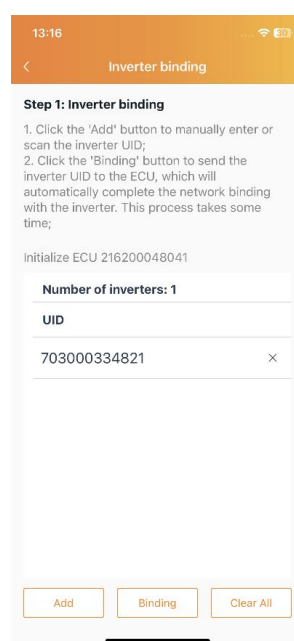 13:16
30
Inverter binding
Step 1: Inverter binding
1. Click the 'Add' button to manually enter or
scan the inverter UID;
2. Click the 'Binding' button to send the
inverter UID to the ECU, which will
automatically complete the network binding
with the inverter. This process takes some
time;
Initialize ECU 216200048041
Number of inverters: 1
UID
703000334821 ×
Add Binding Clear All